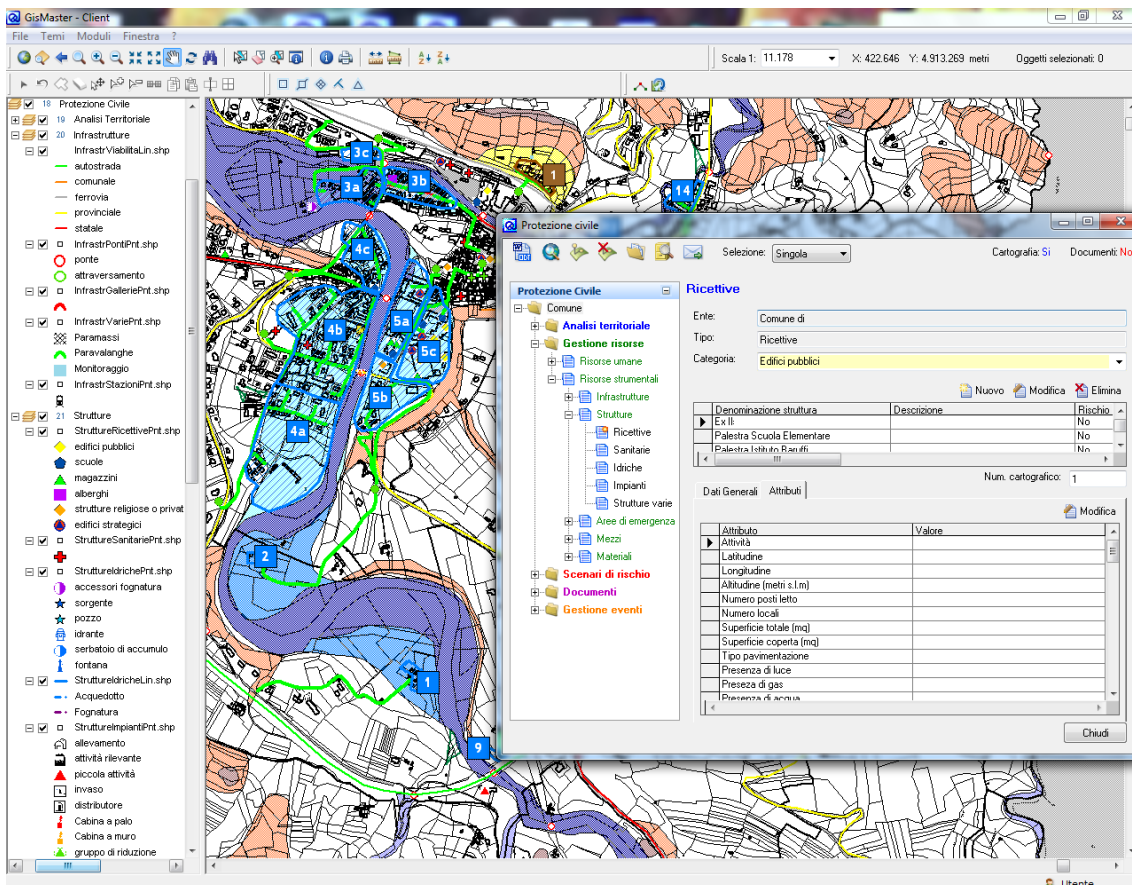 GisMaster - Client
File Temi Moduli Finestra ?
Scala 1: 11.178 X: 422.646 Y: 4.913.269 metri Oggetti selezionati: 0
18 Protezione Civile
19 Analisi Territoriale
20 Infrastrutture
InfrastrViabilitaLin.shp
autostrada
comunale
ferrovia
provinciale
statale
InfrastrPontiPnt.shp
ponte
attraversamento
InfrastrGalleriePnt.shp
InfrastrVariePnt.shp
Paramassi
Paravalanghe
Monitoraggio
InfrastrStazioniPnt.shp
21 Strutture
StruttureRicettivePnt.shp
edifici pubblici
scuole
magazzini
alberghi
strutture religiose o privat
edifici strategici
StruttureSanitariePnt.shp
StruttureIdrichePnt.shp
accessori fognatura
sorgente
pozzo
idrante
serbatoio di accumulo
fontana
StruttureIdricheLin.shp
Acquedotto
Fognatura
StruttureImpiantiPnt.shp
allevamento
attività rilevante
piccola attività
invaso
distributore
Cabina a palo
Cabina a muro
gruppo di riduzione
3c
3a
3b
1
14
4c
4b
5a
5c
5b
4a
2
1
9
Protezione civile
Selezione: Singola Cartografia: Si Documenti: No
Protezione Civile
Comune
Analisi territoriale
Gestione risorse
Risorse umane
Risorse strumentali
Infrastrutture
Strutture
Ricettive
Sanitarie
Idriche
Impianti
Strutture varie
Aree di emergenza
Mezzi
Materiali
Scenari di rischio
Documenti
Gestione eventi
Ricettive
Ente: Comune di
Tipo: Ricettive
Categoria: Edifici pubblici
Nuovo Modifica Elimina
Denominazione struttura Descrizione Rischio
Ex Il: No
Palestra Scuola Elementare No
Palestra Istituto Baruffi No
Num. cartografico: 1
Dati Generali Attributi
Modifica
Attributo Valore
Attività
Latitudine
Longitudine
Altitudine (metri s.l.m)
Numero posti letto
Numero locali
Superficie totale (mq)
Superficie coperta (mq)
Tipo pavimentazione
Presenza di luce
Preseza di gas
Presenza di acqua
Chiudi
Utente